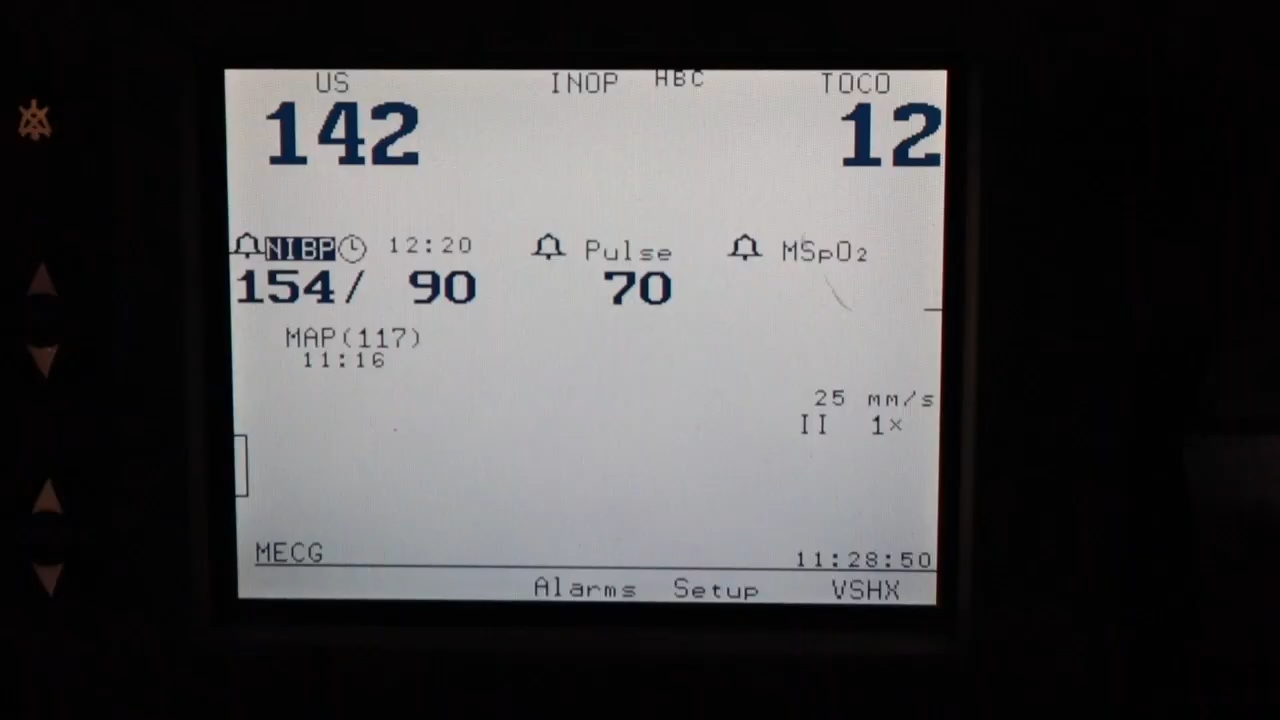 US INOP HBC TOCO
142 12
NIBP 12:20 Pulse MSpO₂
154/ 90 70
MAP(117)
11:16
25 mm/s
II 1×
MECG 11:28:50
Alarms Setup VSHX